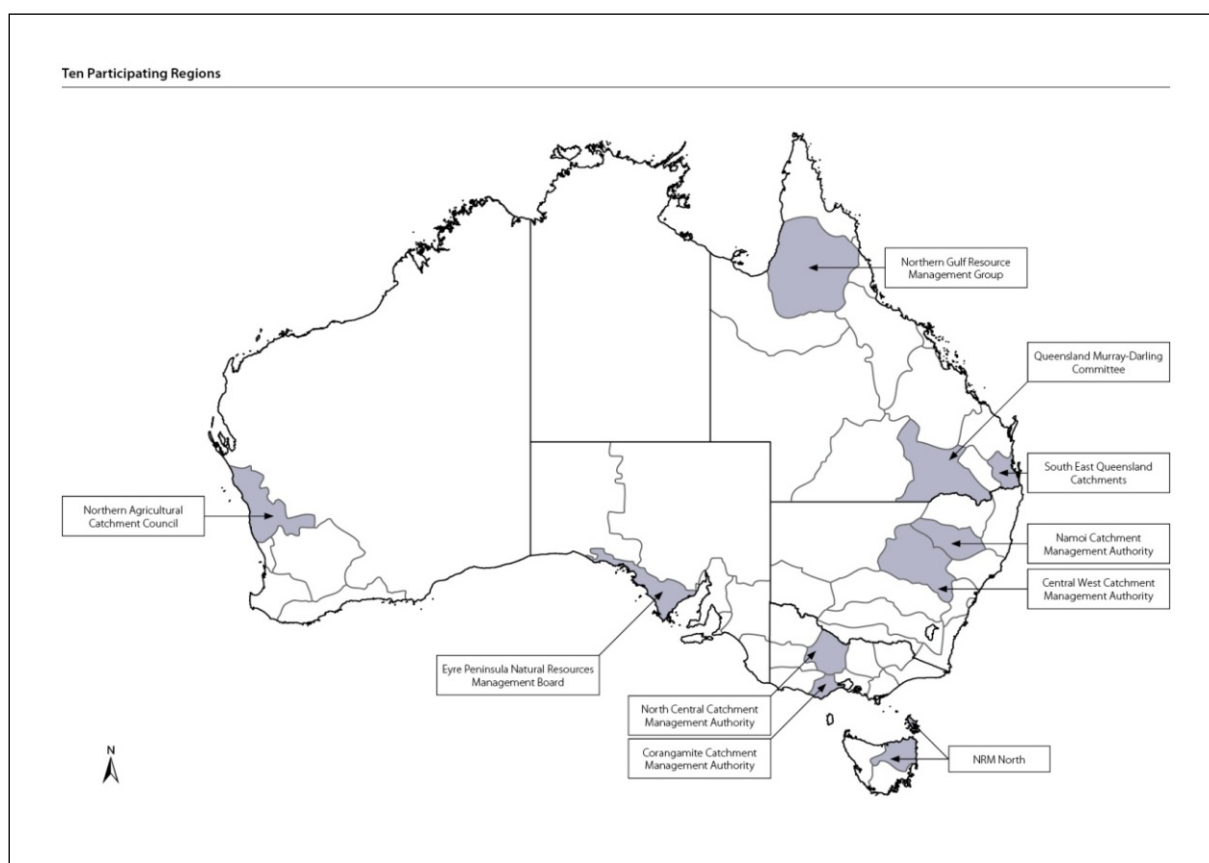 Ten Participating Regions
Northern Gulf Resource
Management Group
Queensland Murray-Darling
Committee
South East Queensland
Catchments
Northern Agricultural
Catchment Council
Namoi Catchment
Management Authority
Central West Catchment
Management Authority
Eyre Peninsula Natural Resources
Management Board
North Central Catchment
Management Authority
Corangamite Catchment
Management Authority
NRM North
N